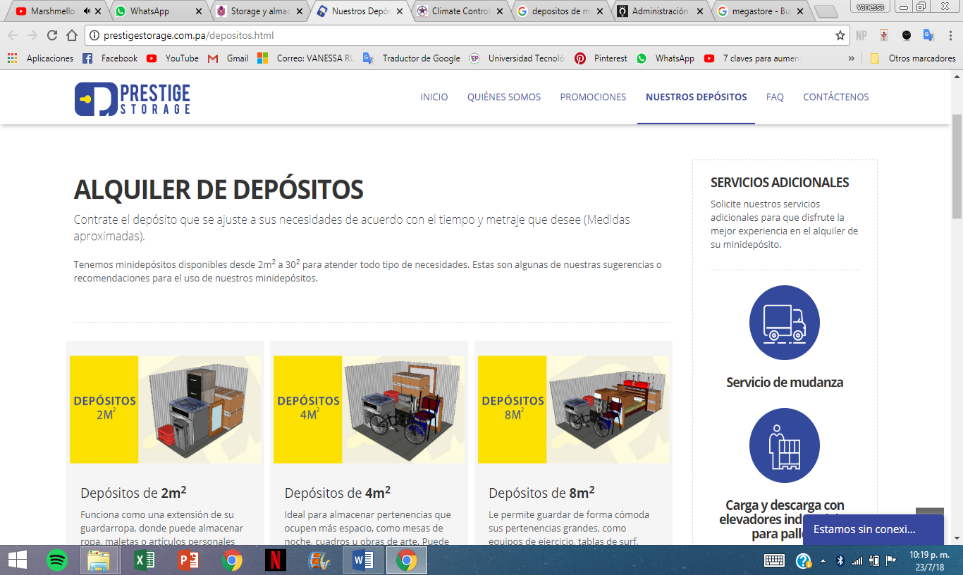 Marshmello
WhatsApp
Storage y almac
Nuestros Depós
Climate Control
depositos de m
Administración
megastore - Bu
vanessa
prestigestorage.com.pa/depositos.html
Aplicaciones
Facebook
YouTube
Gmail
Correo: VANESSA RU
Traductor de Google
Universidad Tecnoló
Pinterest
WhatsApp
7 claves para aumen
»
Otros marcadores
PRESTIGE
STORAGE
INICIO
QUIÉNES SOMOS
PROMOCIONES
NUESTROS DEPÓSITOS
FAQ
CONTÁCTENOS
ALQUILER DE DEPÓSITOS
Contrate el depósito que se ajuste a sus necesidades de acuerdo con el tiempo y metraje que desee (Medidas
aproximadas).
Tenemos minidepósitos disponibles desde 2m² a 30² para atender todo tipo de necesidades. Estas son algunas de nuestras sugerencias o
recomendaciones para el uso de nuestros minidepósitos.
DEPÓSITOS
2M²
Depósitos de 2m²
Funciona como una extensión de su
guardarropa, donde puede almacenar
ropa, maletas o artículos personales
DEPÓSITOS
4M²
Depósitos de 4m²
Ideal para almacenar pertenencias que
ocupen más espacio, como mesas de
noche, cuadros u obras de arte. Puede
DEPÓSITOS
8M²
Depósitos de 8m²
Le permite guardar de forma cómoda
sus pertenencias grandes, como
equipos de ejercicio, tablas de surf,
SERVICIOS ADICIONALES
Solicite nuestros servicios
adicionales para que disfrute la
mejor experiencia en el alquiler de
su minidepósito.
Servicio de mudanza
Carga y descarga con
elevadores
para
Estamos sin conexi...
10:19 p. m.
23/7/18